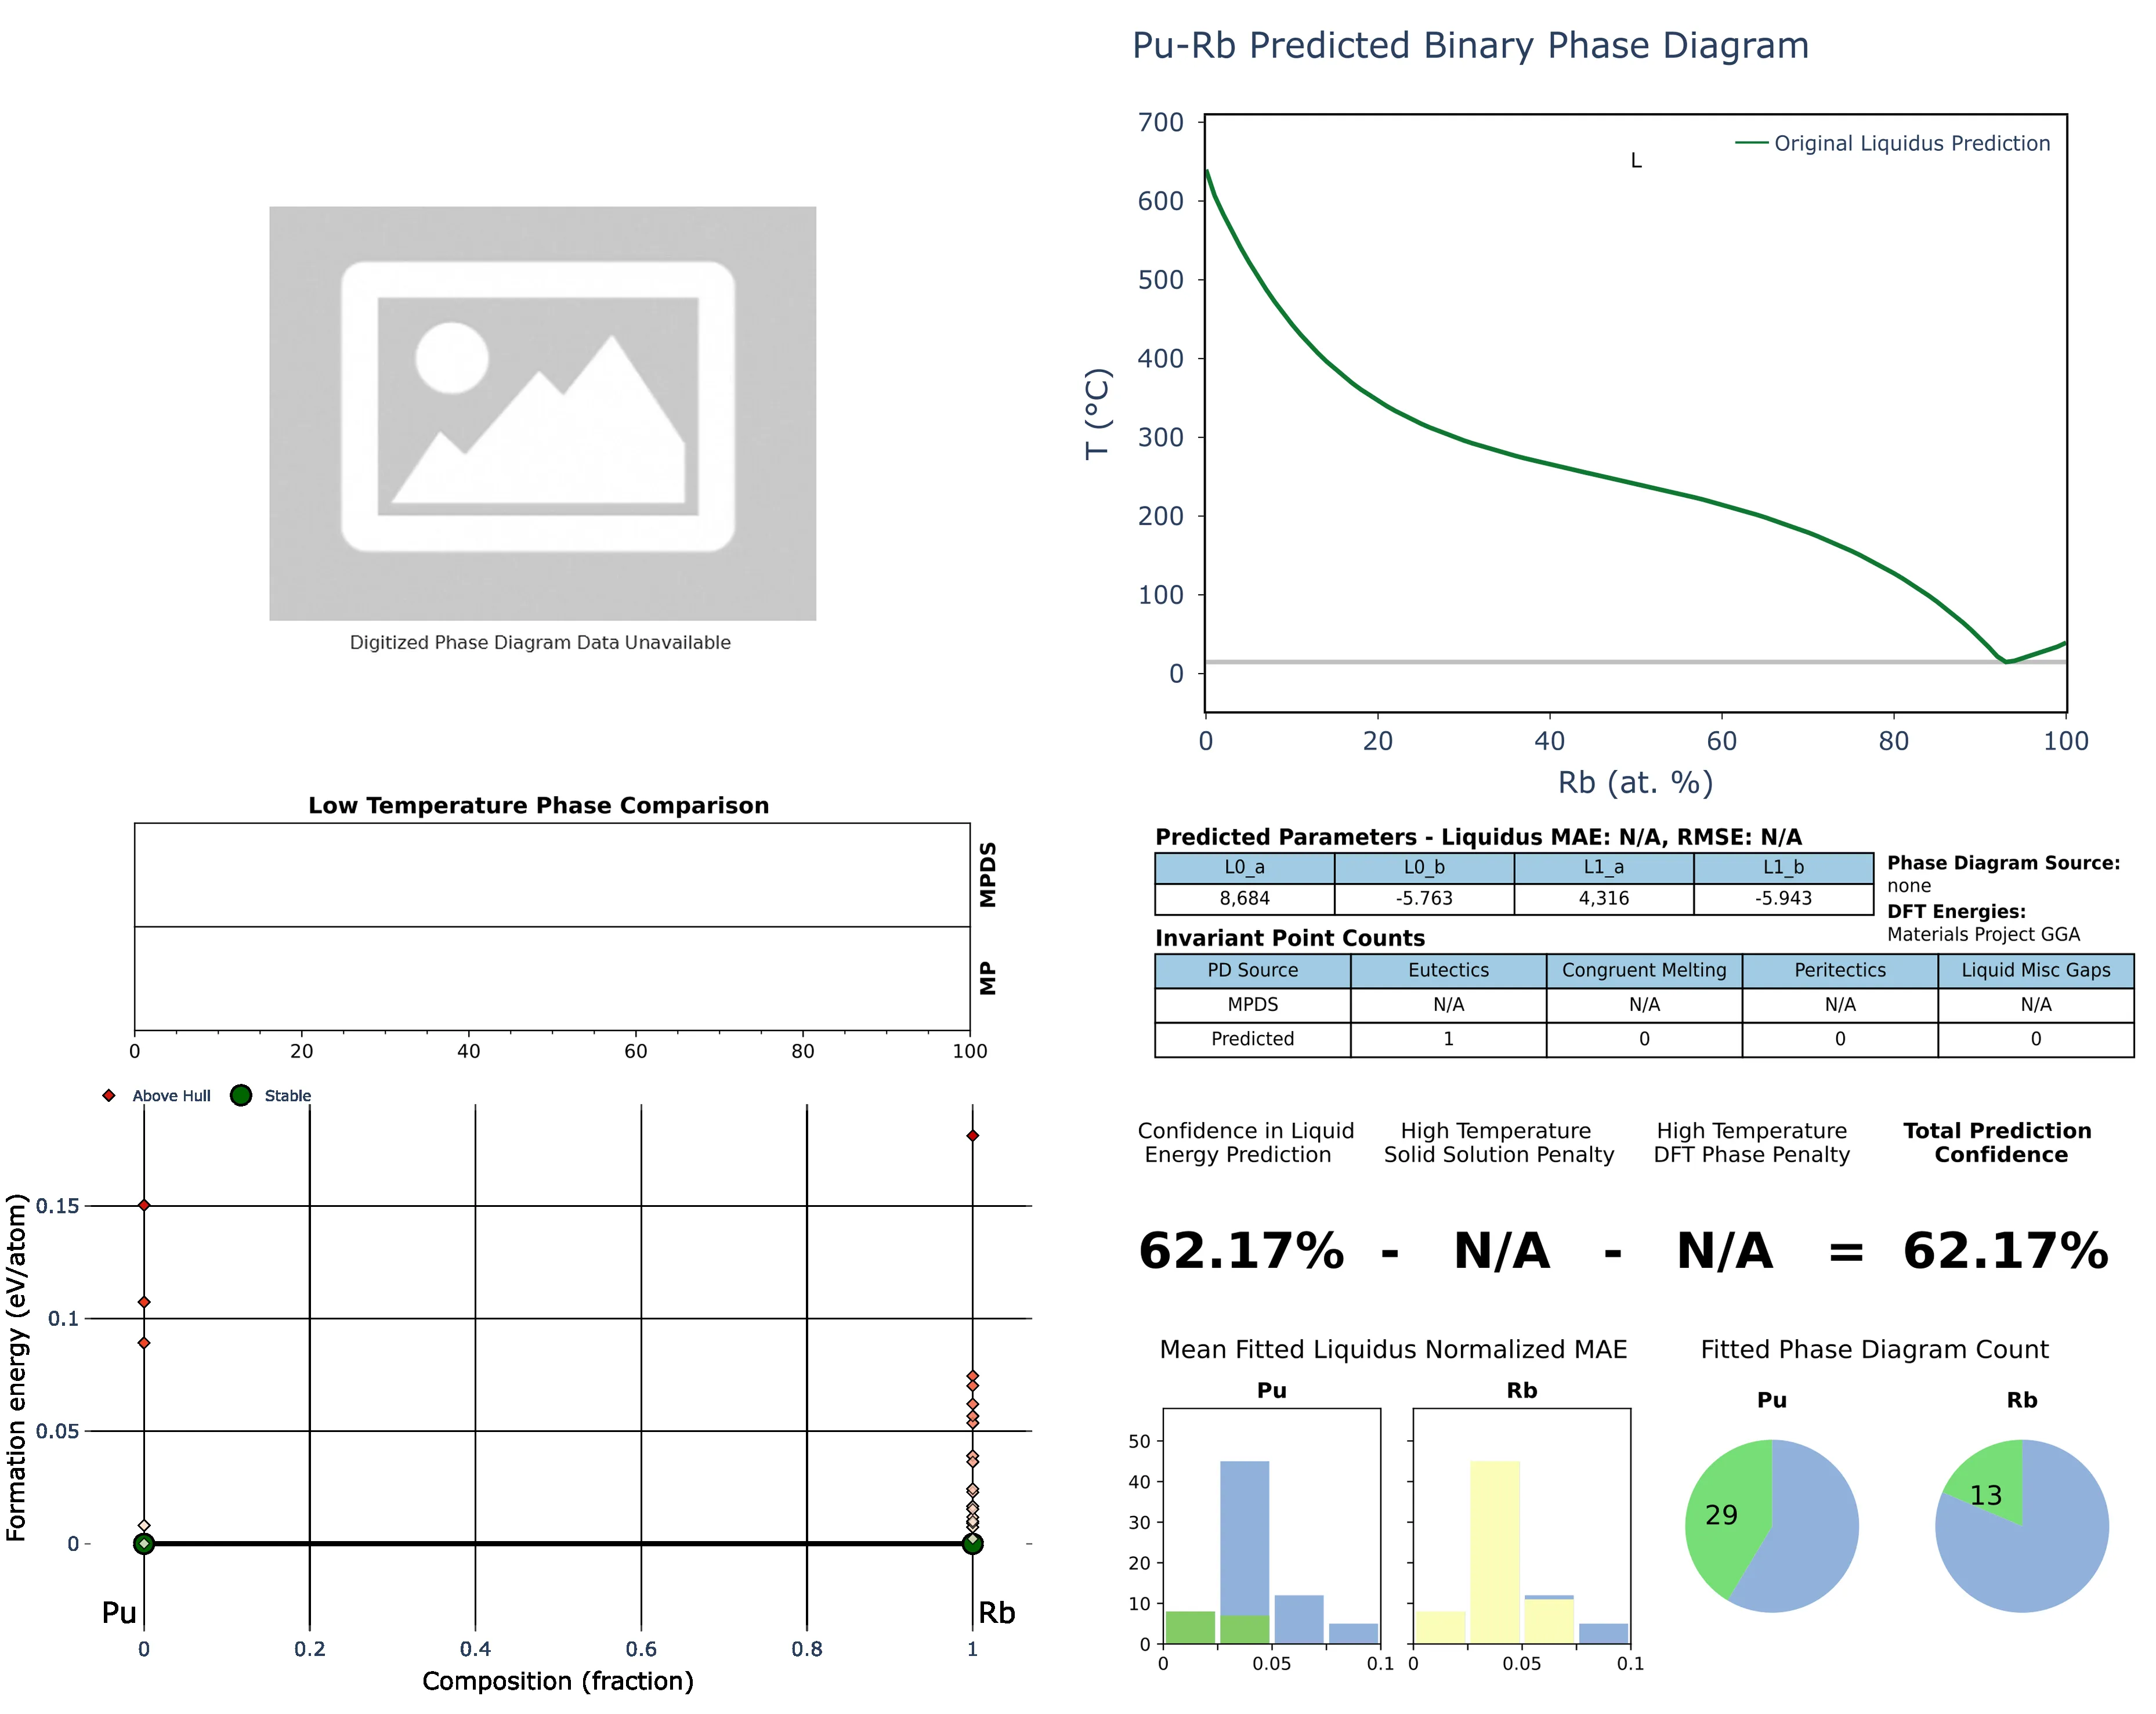 Pu-Rb Predicted Binary Phase Diagram
700
600
500
400
300
200
100
0
T (°C)
L
Original Liquidus Prediction
0 20 40 60 80 100
Rb (at. %)
Digitized Phase Diagram Data Unavailable
Low Temperature Phase Comparison
MPDS
MP
0 20 40 60 80 100
Predicted Parameters - Liquidus MAE: N/A, RMSE: N/A
L0_a L0_b L1_a L1_b
8,684 -5.763 4,316 -5.943
Phase Diagram Source:
none
DFT Energies:
Materials Project GGA
Invariant Point Counts
PD Source Eutectics Congruent Melting Peritectics Liquid Misc Gaps
MPDS N/A N/A N/A N/A
Predicted 1 0 0 0
Above Hull Stable
0.15
0.1
0.05
0
Formation energy (eV/atom)
Pu Rb
0 0.2 0.4 0.6 0.8 1
Composition (fraction)
Confidence in Liquid
Energy Prediction
High Temperature
Solid Solution Penalty
High Temperature
DFT Phase Penalty
Total Prediction
Confidence
62.17% - N/A - N/A = 62.17%
Mean Fitted Liquidus Normalized MAE
Pu Rb
50
40
30
20
10
0
0 0.05 0.1 0 0.05 0.1
Fitted Phase Diagram Count
Pu Rb
29 13